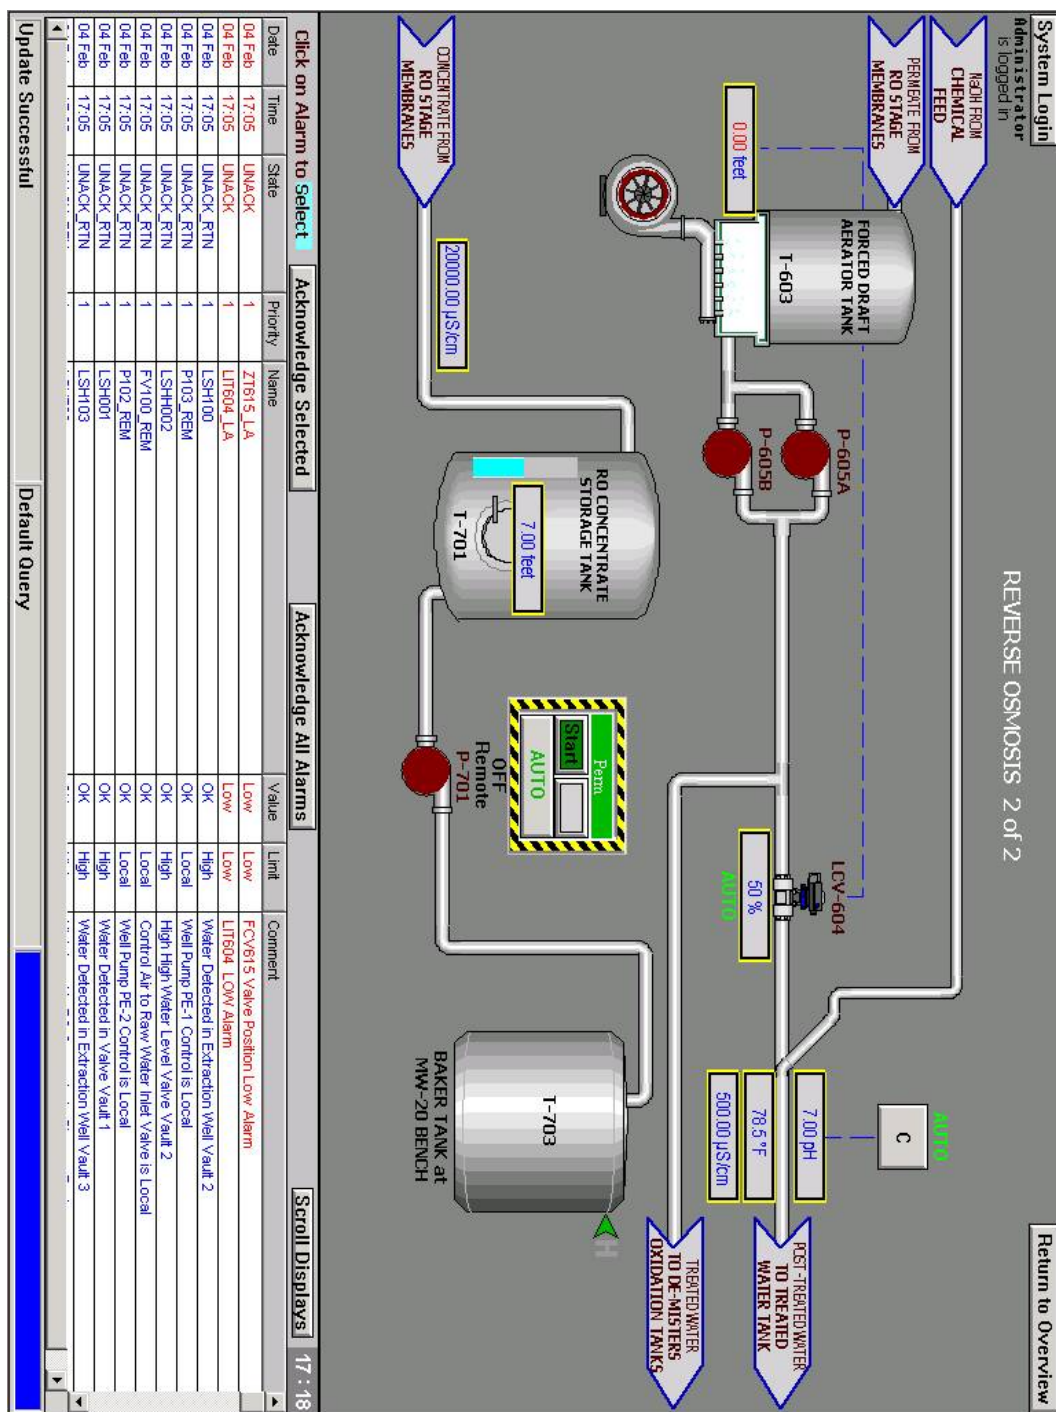 System Login
Administrator
is logged in
REVERSE OSMOSIS 2 of 2
Return to Overview
NaOH FROM
CHEMICAL
FEED
PERMEATE FROM
RO STAGE
MEMBRANES
FORCED DRAFT
AERATOR TANK
T-603
0.00 feet
P-605A
P-605B
LCV-604
50 %
AUTO
AUTO
C
7.00 pH
78.5 °F
500.00 µS/cm
POST-TREATED WATER
TO TREATED
WATER TANK
TREATED WATER
TO DE-MISTERS
OXIDATION TANKS
CONCENTRATE FROM
RO STAGE
MEMBRANES
20000.00 µS/cm
RO CONCENTRATE
STORAGE TANK
7.00 feet
T-701
Perm
Start
AUTO
OFF
Remote
P-701
T-703
BAKER TANK at
MW-20 BENCH
H
Click on Alarm to Select
Acknowledge Selected
Acknowledge All Alarms
Scroll Displays
17:18
Date Time State Priority Name Value Limit Comment
04 Feb 17:05 UNACK 1 ZT615_LA Low Low FCV615 Valve Position Low Alarm
04 Feb 17:05 UNACK 1 LIT604_LA Low Low LIT604 LOW Alarm
04 Feb 17:05 UNACK_RTN 1 LSH100 OK High Water Detected in Extraction Well Vault 2
04 Feb 17:05 UNACK_RTN 1 P103_REM OK Local Well Pump PE-1 Control is Local
04 Feb 17:05 UNACK_RTN 1 LSHH002 OK High High High Water Level Valve Vault 2
04 Feb 17:05 UNACK_RTN 1 FV100_REM OK Local Control Air to Raw Water Inlet Valve is Local
04 Feb 17:05 UNACK_RTN 1 P102_REM OK Local Well Pump PE-2 Control is Local
04 Feb 17:05 UNACK_RTN 1 LSH001 OK High Water Detected in Valve Vault 1
04 Feb 17:05 UNACK_RTN 1 LSH103 OK High Water Detected in Extraction Well Vault 3
Update Successful
Default Query